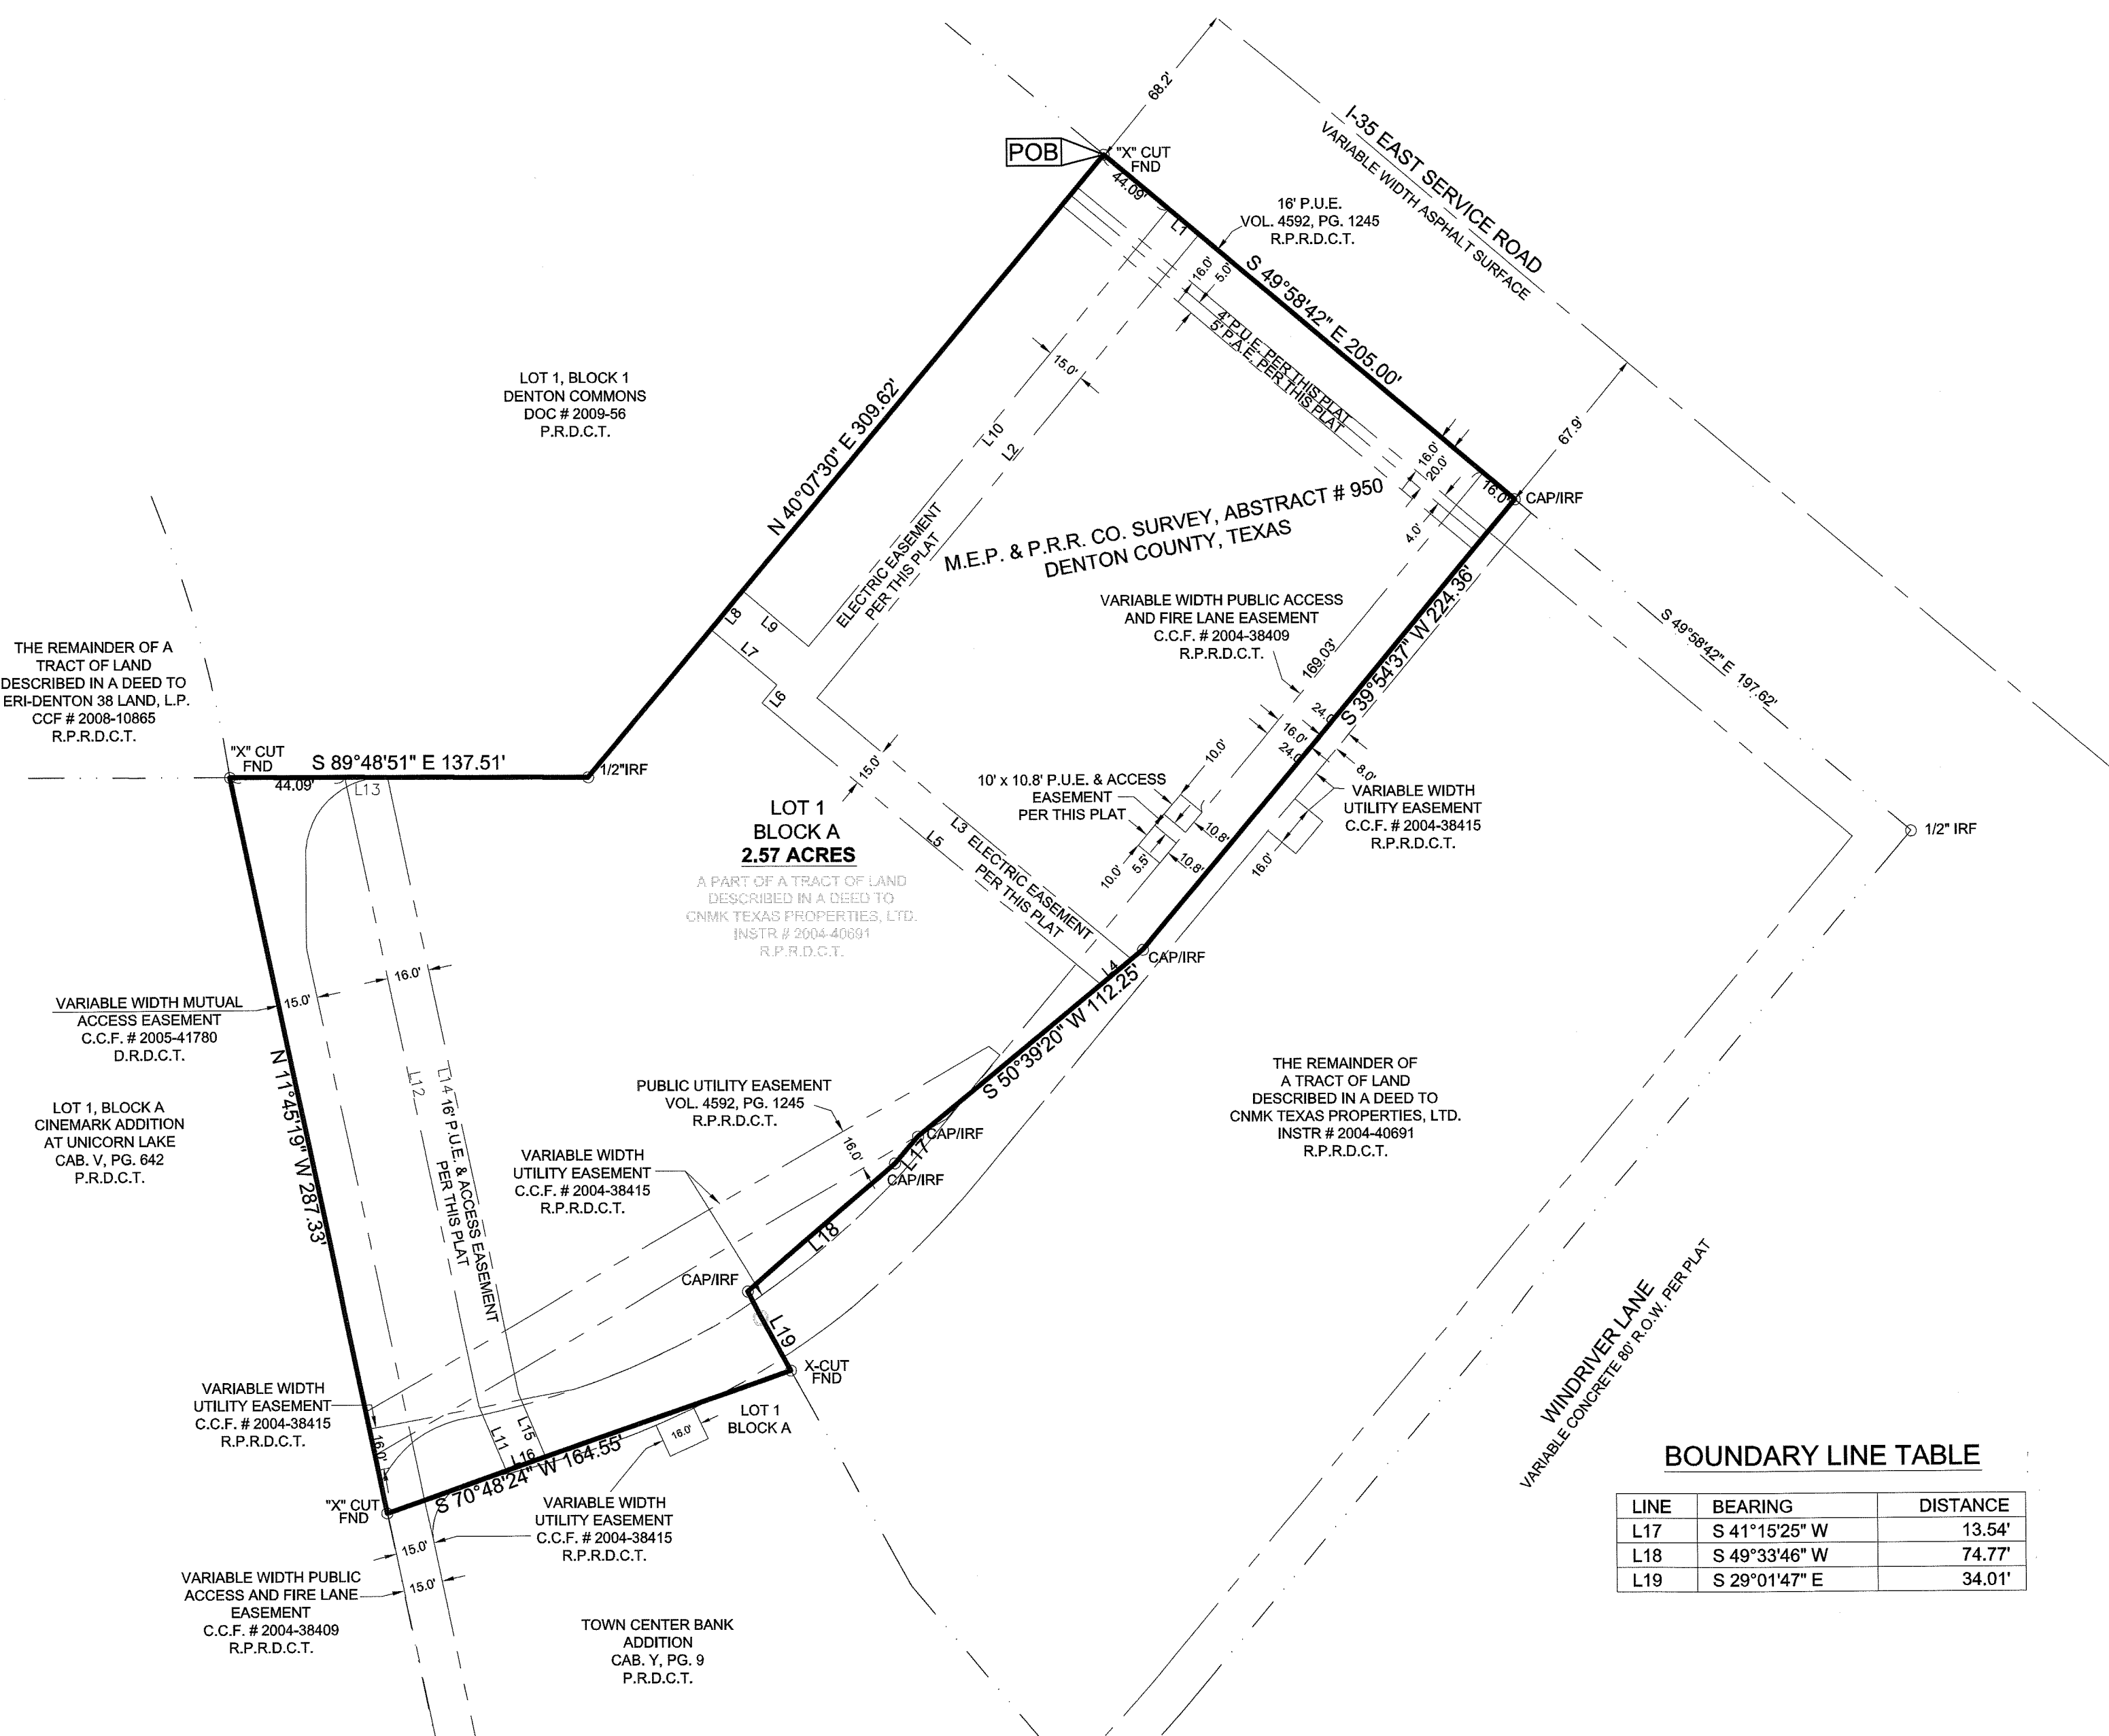 68.2'
I-35 EAST SERVICE ROAD
VARIABLE WIDTH ASPHALT SURFACE
POB
"X" CUT
FND
44.09'
L1
16' P.U.E.
VOL. 4592, PG. 1245
R.P.R.D.C.T.
S 49°58'42" E 205.00'
16.0'
5.0'
4' P.U.E. PER THIS PLAT
5' P.A.E. PER THIS PLAT
15.0'
LOT 1, BLOCK 1
DENTON COMMONS
DOC # 2009-56
P.R.D.C.T.
N 40°07'30" E 309.62'
L10
L2
67.9'
16.0'
20.0'
16.0'
CAP/IRF
4.0'
M.E.P. & P.R.R. CO. SURVEY, ABSTRACT # 950
DENTON COUNTY, TEXAS
ELECTRIC EASEMENT
PER THIS PLAT
VARIABLE WIDTH PUBLIC ACCESS
AND FIRE LANE EASEMENT
C.C.F. # 2004-38409
R.P.R.D.C.T.
169.03'
S 39°54'37" W 224.36'
S 49°58'42" E 197.62'
L8
L9
L7
L6
THE REMAINDER OF A
TRACT OF LAND
DESCRIBED IN A DEED TO
ERI-DENTON 38 LAND, L.P.
CCF # 2008-10865
R.P.R.D.C.T.
"X" CUT
FND
S 89°48'51" E 137.51'
1/2"IRF
44.09'
L13
15.0'
24.0'
16.0'
24.0'
8.0'
10.0'
10' x 10.8' P.U.E. & ACCESS
EASEMENT
PER THIS PLAT
10.8'
10.8'
5.5'
10.0'
16.0'
VARIABLE WIDTH
UTILITY EASEMENT
C.C.F. # 2004-38415
R.P.R.D.C.T.
1/2" IRF
LOT 1
BLOCK A
2.57 ACRES
A PART OF A TRACT OF LAND
DESCRIBED IN A DEED TO
CNMK TEXAS PROPERTIES, LTD.
INSTR # 2004-40691
R.P.R.D.C.T.
L3
L5
ELECTRIC EASEMENT
PER THIS PLAT
L4
CAP/IRF
S 50°39'20" W 112.25'
16.0'
15.0'
VARIABLE WIDTH MUTUAL
ACCESS EASEMENT
C.C.F. # 2005-41780
D.R.D.C.T.
N 11°45'19" W 287.33'
L12
L14
16' P.U.E. & ACCESS EASEMENT
PER THIS PLAT
LOT 1, BLOCK A
CINEMARK ADDITION
AT UNICORN LAKE
CAB. V, PG. 642
P.R.D.C.T.
PUBLIC UTILITY EASEMENT
VOL. 4592, PG. 1245
R.P.R.D.C.T.
16.0'
CAP/IRF
L17
CAP/IRF
THE REMAINDER OF
A TRACT OF LAND
DESCRIBED IN A DEED TO
CNMK TEXAS PROPERTIES, LTD.
INSTR # 2004-40691
R.P.R.D.C.T.
VARIABLE WIDTH
UTILITY EASEMENT
C.C.F. # 2004-38415
R.P.R.D.C.T.
L18
CAP/IRF
L19
X-CUT
FND
LOT 1
BLOCK A
16.0'
VARIABLE WIDTH
UTILITY EASEMENT
C.C.F. # 2004-38415
R.P.R.D.C.T.
16.0'
L11
L15
L16
S 70°48'24" W 164.55'
"X" CUT
FND
VARIABLE WIDTH
UTILITY EASEMENT
C.C.F. # 2004-38415
R.P.R.D.C.T.
15.0'
15.0'
VARIABLE WIDTH PUBLIC
ACCESS AND FIRE LANE
EASEMENT
C.C.F. # 2004-38409
R.P.R.D.C.T.
TOWN CENTER BANK
ADDITION
CAB. Y, PG. 9
P.R.D.C.T.
WINDRIVER LANE
VARIABLE CONCRETE 80' R.O.W. PER PLAT
BOUNDARY LINE TABLE
LINE BEARING DISTANCE
L17 S 41°15'25" W 13.54'
L18 S 49°33'46" W 74.77'
L19 S 29°01'47" E 34.01'